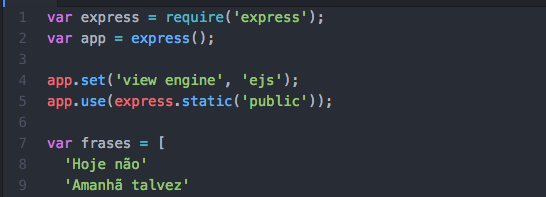 1 var express = require('express');
2 var app = express();
3
4 app.set('view engine', 'ejs');
5 app.use(express.static('public'));
6
7 var frases = [
8   'Hoje não'
9   'Amanhã talvez'